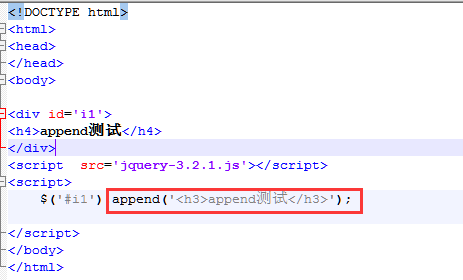 <!DOCTYPE html>
<html>
<head>
</head>
<body>
<div id='i1'>
<h4>append测试</h4>
</div>
<script  src='jquery-3.2.1.js'></script>
<script>
    $('#i1') append('<h3>append测试</h3>');
</script>
</body>
</html>